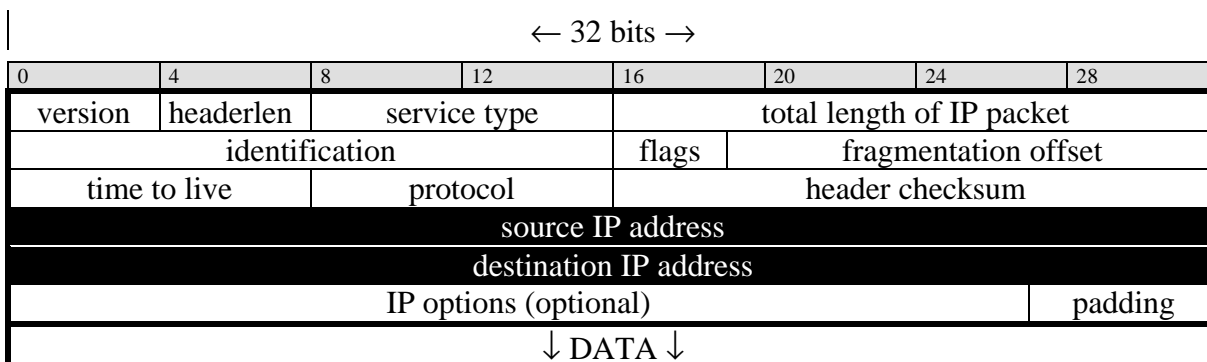 ← 32 bits →
0 4 8 12 16 20 24 28
version headerlen service type total length of IP packet
identification flags fragmentation offset
time to live protocol header checksum
source IP address
destination IP address
IP options (optional) padding
↓ DATA ↓